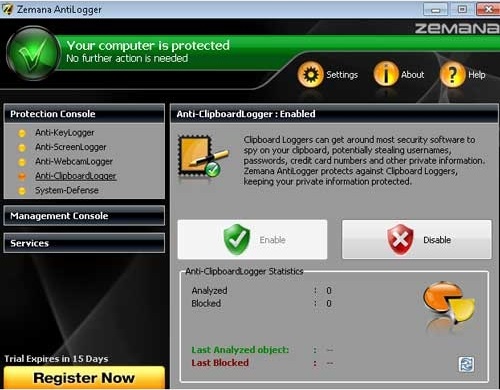 Zemana AntiLogger
ZEMANA
Your computer is protected
No further action is needed
Settings
About
Help
Protection Console
Anti-KeyLogger
Anti-ScreenLogger
Anti-WebcamLogger
Anti-ClipboardLogger
System-Defense
Management Console
Services
Trial Expires in 15 Days
Register Now
Anti-ClipboardLogger : Enabled
Clipboard Loggers can get around most security software to
spy on your clipboard, potentially stealing usernames,
passwords, credit card numbers and other private information.
Zemana AntiLogger protects against Clipboard Loggers,
keeping your private information protected.
Enable
Disable
Anti-ClipboardLogger Statistics
Analyzed : 0
Blocked : 0
Last Analyzed object: : --
Last Blocked : --